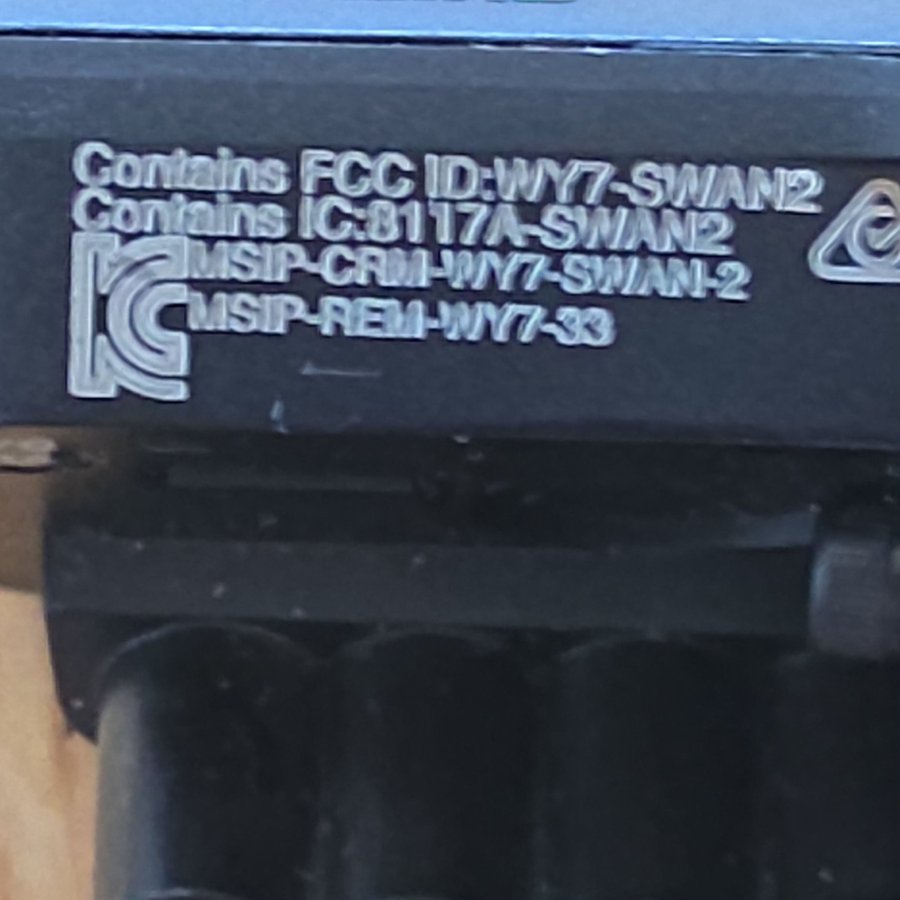 Contains FCC ID:WY7-SWAN2
Contains IC:8117A-SWAN2
MSIP-CRM-WY7-SWAN-2
MSIP-REM-WY7-33